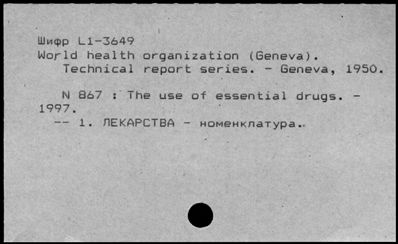 Шифр L1-3649
World health organization (Geneva).
Technical report series. - Geneva, 1950.
N 867 : The use of essential drugs. -
1997.
-- 1. ЛЕКАРСТВА - номенклатура.